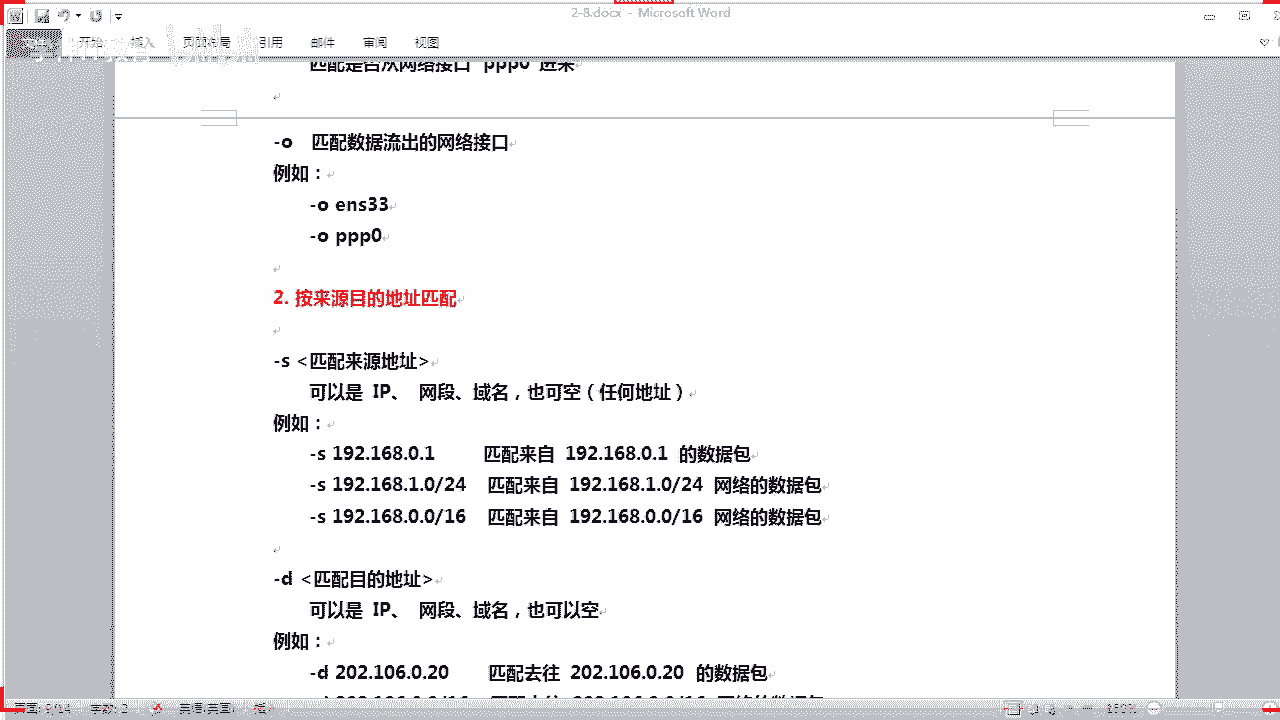 2-8.docx - Microsoft Word
开始 插入 页面布局 引用 邮件 审阅 视图
匹配是否从网络接口 ppp0 进来
-o 匹配数据流出的网络接口
例如：
-o ens33
-o ppp0
2. 按来源目的地址匹配
-s <匹配来源地址>
可以是 IP、 网段、域名，也可空（任何地址）
例如：
-s 192.168.0.1 匹配来自 192.168.0.1 的数据包
-s 192.168.1.0/24 匹配来自 192.168.1.0/24 网络的数据包
-s 192.168.0.0/16 匹配来自 192.168.0.0/16 网络的数据包
-d <匹配目的地址>
可以是 IP、 网段、域名，也可以空
例如：
-d 202.106.0.20 匹配去往 202.106.0.20 的数据包